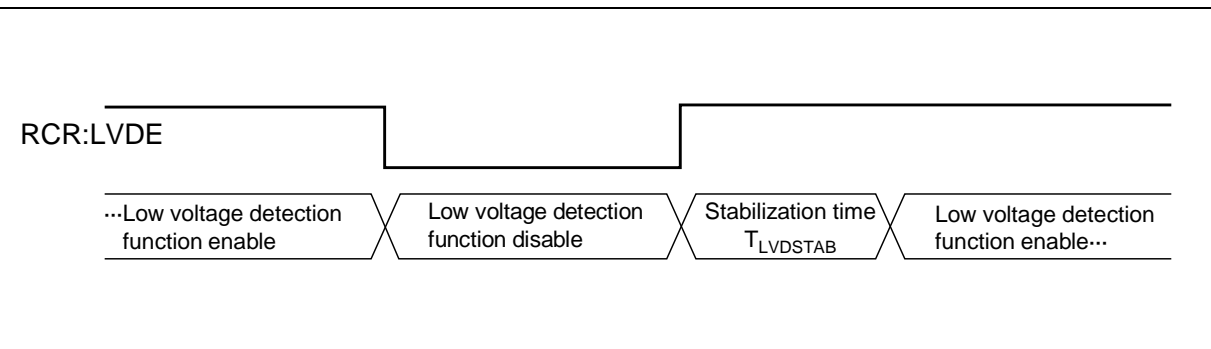 RCR:LVDE
···Low voltage detection
function enable
Low voltage detection
function disable
Stabilization time
TLVDSTAB
Low voltage detection
function enable···